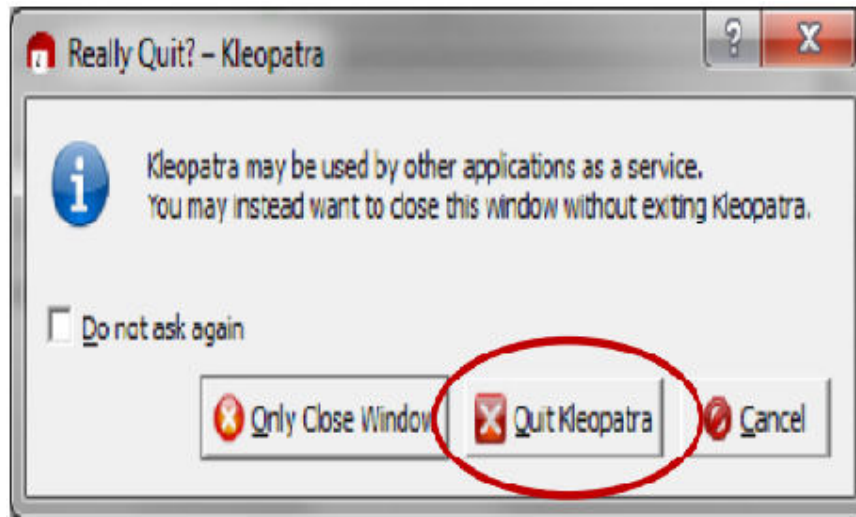 Really Quit? – Kleopatra
Kleopatra may be used by other applications as a service.
You may instead want to close this window without exiting Kleopatra.
Do not ask again
Only Close Window Quit Kleopatra Cancel